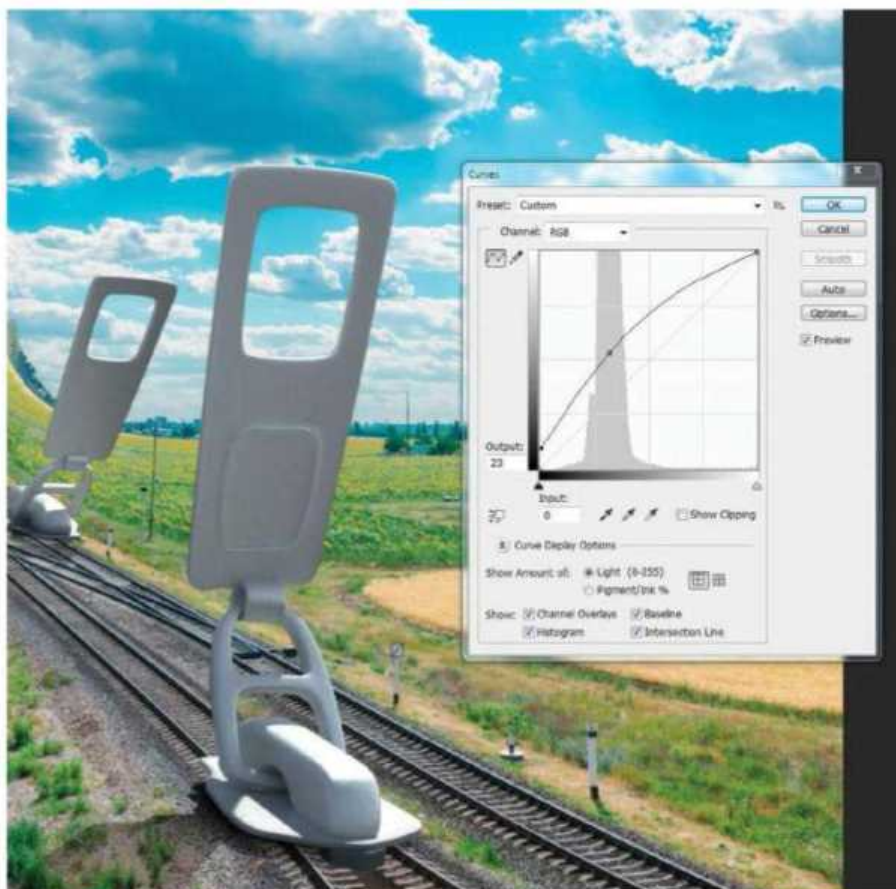 Curves
Preset: Custom
OK
Channel: RGB
Cancel
Smooth
Auto
Options...
Preview
Output:
23
Input:
0
Show Clipping
Curve Display Options
Show Amount of: Light (0-255)
Pigment/Ink %
Show: Channel Overlays Baseline
Histogram Intersection Line